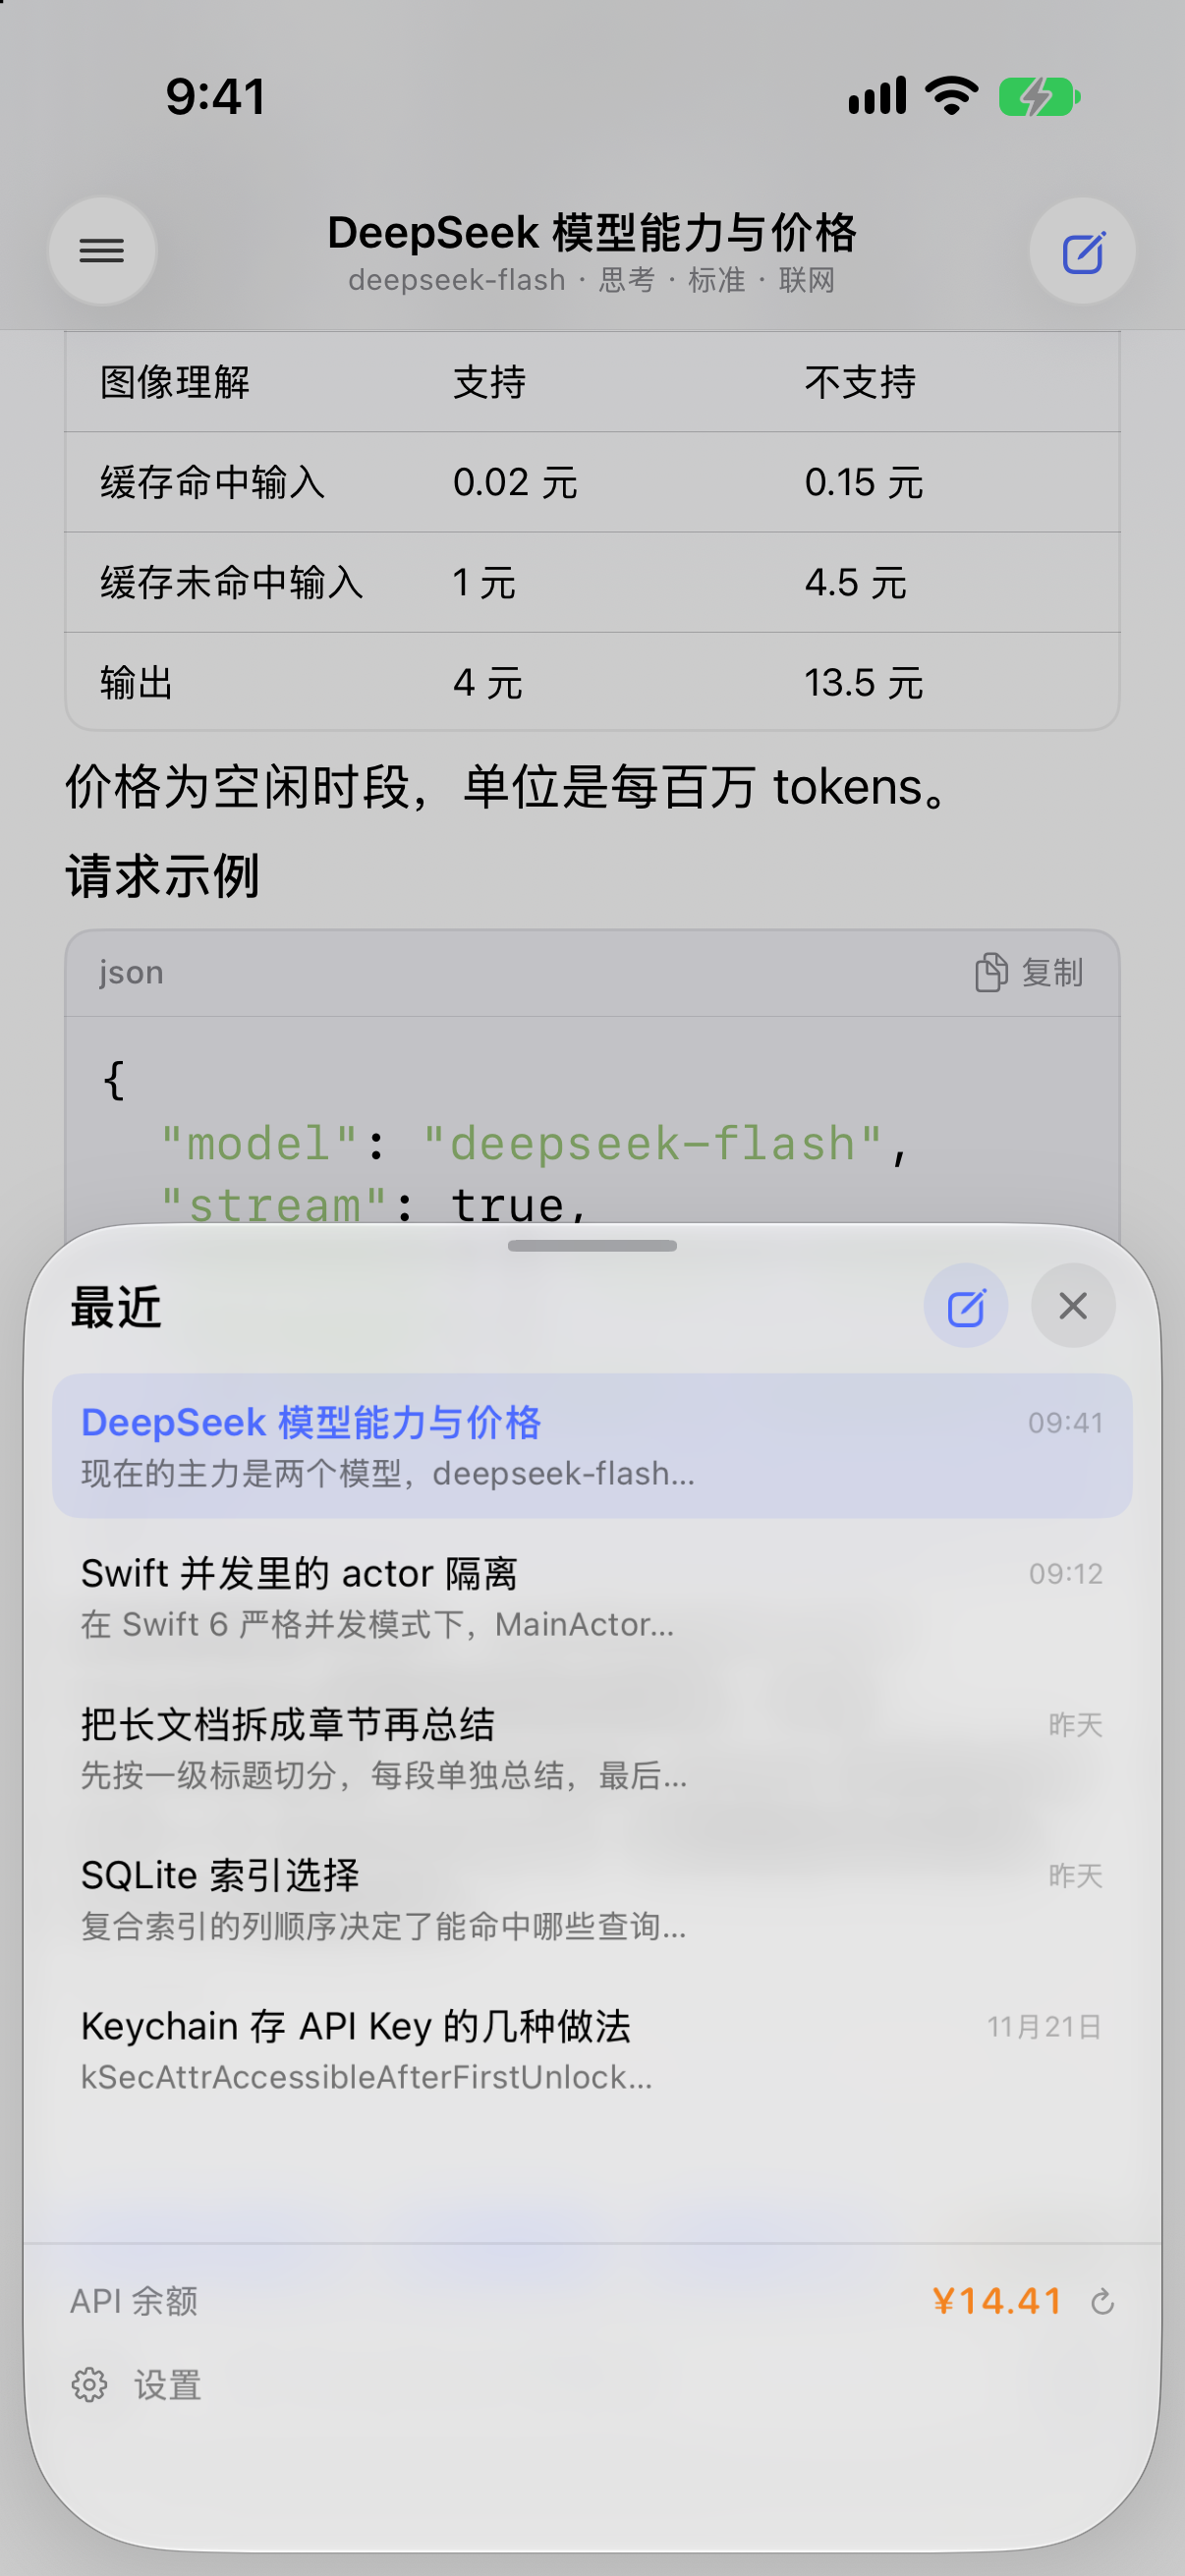 9:41
DeepSeek 模型能力与价格
deepseek-flash · 思考 · 标准 · 联网
图像理解 支持 不支持
缓存命中输入 0.02 元 0.15 元
缓存未命中输入 1 元 4.5 元
输出 4 元 13.5 元
价格为空闲时段，单位是每百万 tokens。
请求示例
json 复制
{
"model": "deepseek-flash",
"stream": true,
最近
DeepSeek 模型能力与价格 09:41
现在的主力是两个模型，deepseek-flash...
Swift 并发里的 actor 隔离 09:12
在 Swift 6 严格并发模式下，MainActor...
把长文档拆成章节再总结 昨天
先按一级标题切分，每段单独总结，最后...
SQLite 索引选择 昨天
复合索引的列顺序决定了能命中哪些查询...
Keychain 存 API Key 的几种做法 11月21日
kSecAttrAccessibleAfterFirstUnlock...
API 余额 ¥14.41
设置